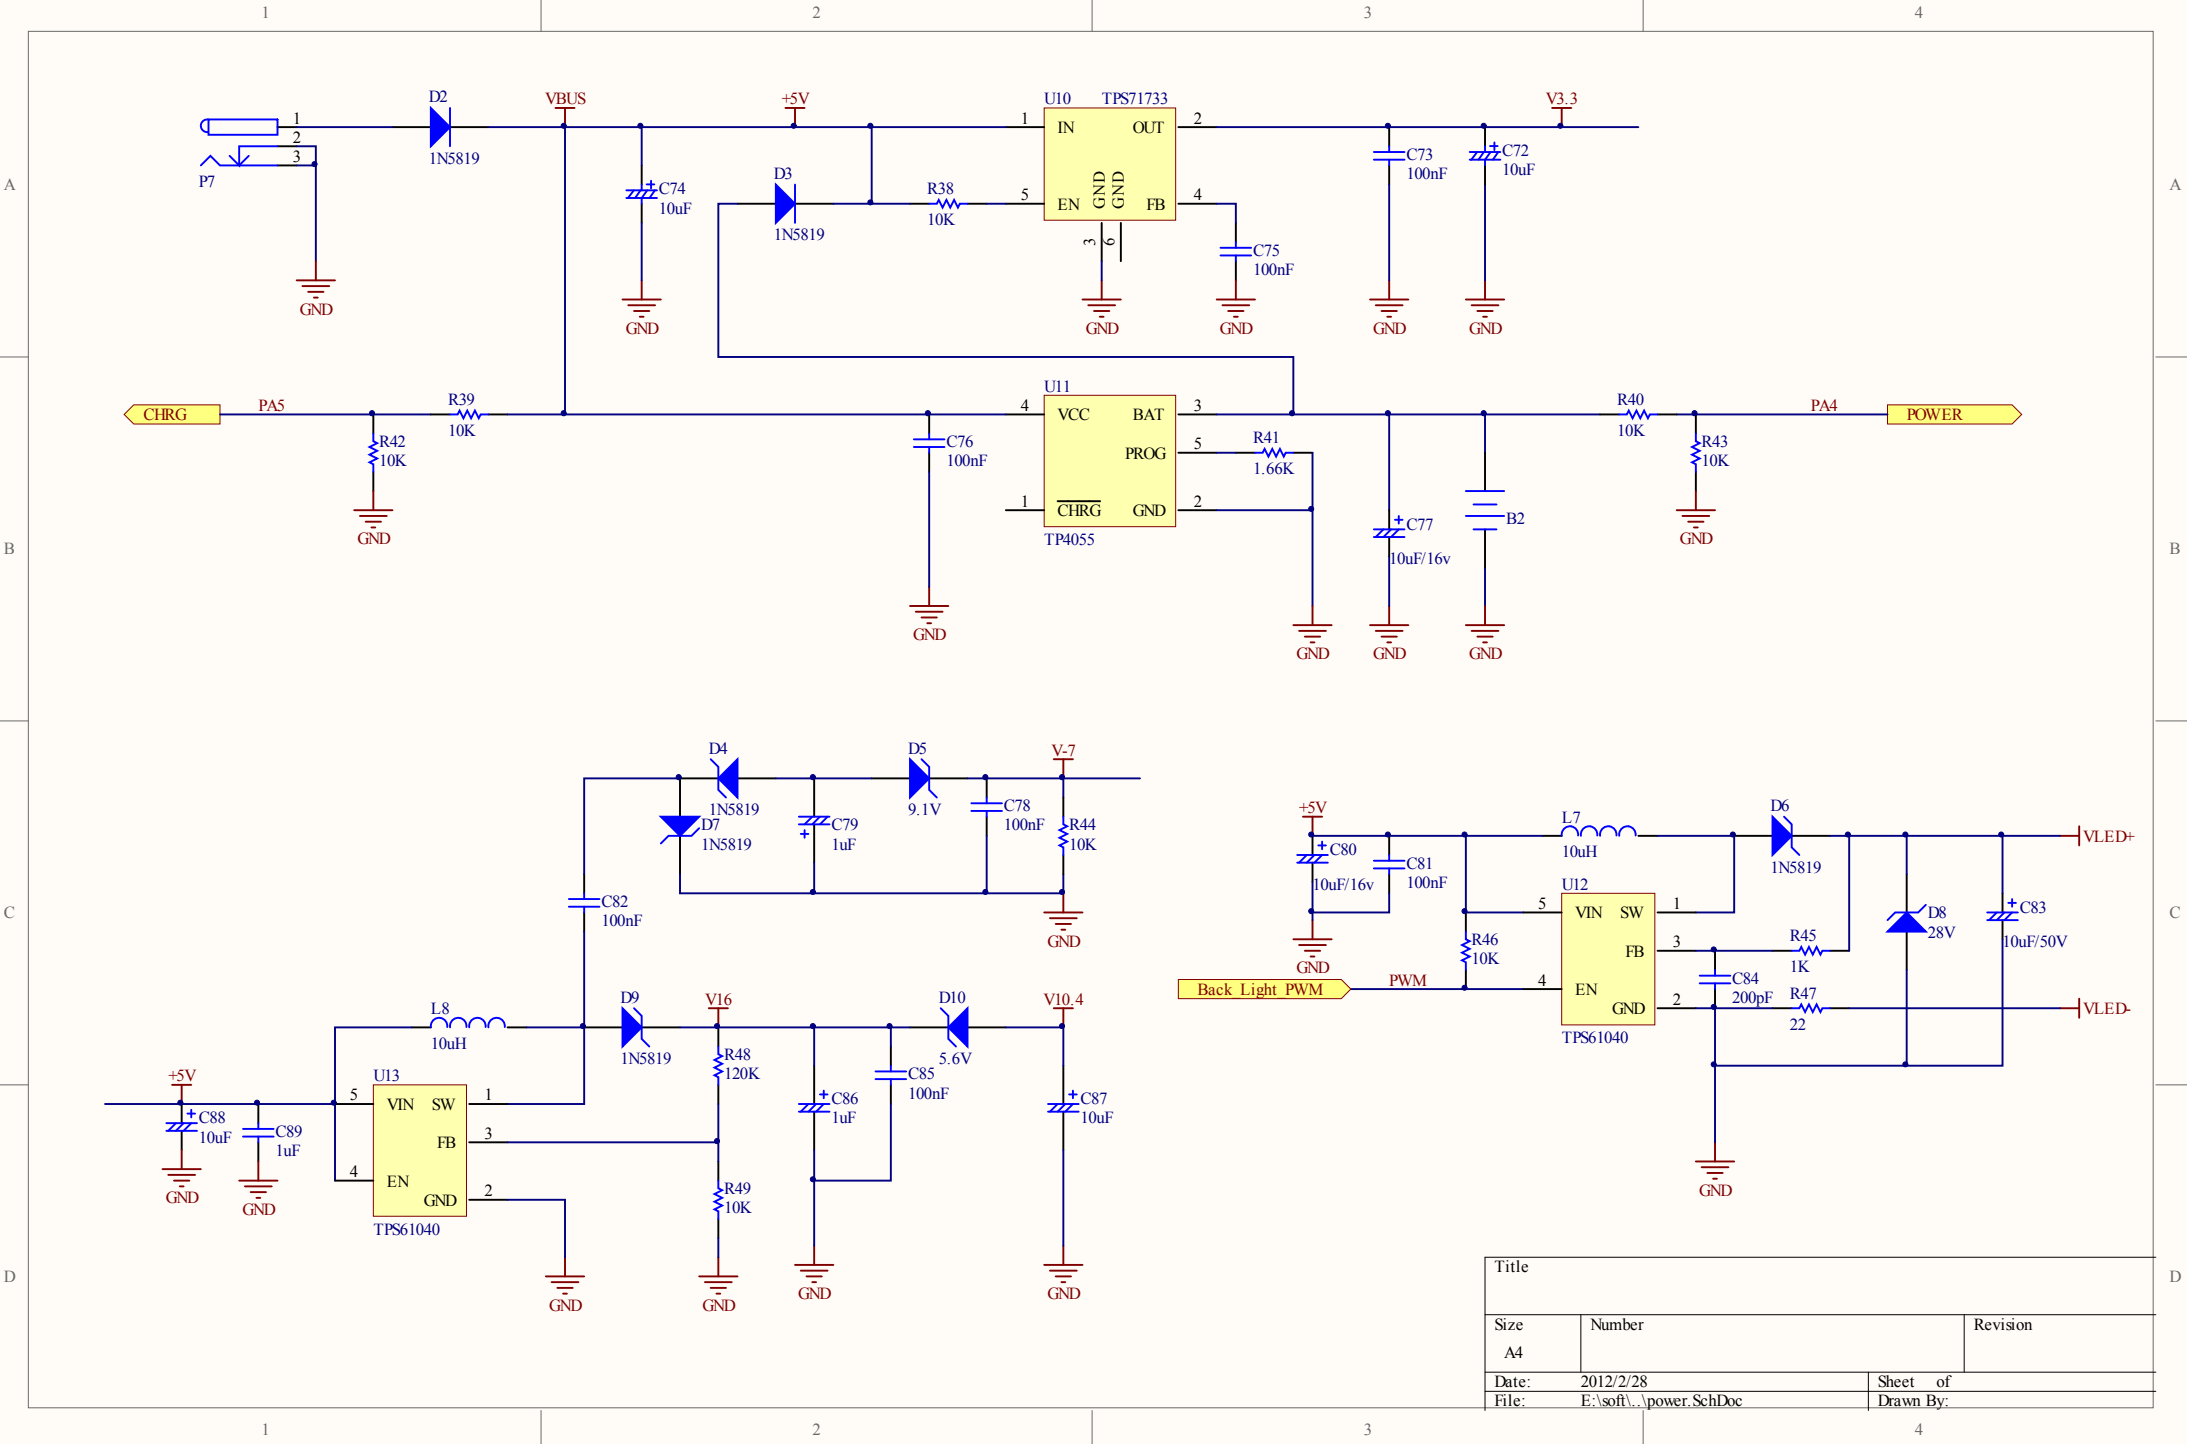 1 2 3 4
A A
B B
C C
D D
1 2 3 4
P7
1
2
3
GND
D2
1N5819
VBUS
C74
10uF
GND
+5V
D3
1N5819
R38
10K
U10 TPS71733
1 IN OUT 2
5 EN FB 4
GND
GND
3
6
GND
C75
100nF
GND
C73
100nF
GND
C72
10uF
GND
V3.3
CHRG
PA5
R42
10K
GND
R39
10K
C76
100nF
GND
U11
4 VCC BAT 3
PROG 5
1 CHRG GND 2
TP4055
R41
1.66K
GND
C77
10uF/16v
GND
B2
GND
R40
10K
R43
10K
GND
PA4
POWER
D4
1N5819
D7
1N5819
C79
1uF
D5
9.1V
C78
100nF
V-7
R44
10K
GND
C82
100nF
L8
10uH
D9
1N5819
V16
R48
120K
R49
10K
GND
D10
5.6V
V10.4
C85
100nF
C86
1uF
GND
C87
10uF
GND
+5V
C88
10uF
GND
C89
1uF
GND
U13
5 VIN SW 1
FB 3
4 EN
GND 2
TPS61040
GND
+5V
C80
10uF/16v
C81
100nF
GND
Back_Light_PWM
PWM
R46
10K
L7
10uH
D6
1N5819
U12
5 VIN SW 1
FB 3
4 EN
GND 2
TPS61040
R45
1K
C84
200pF
R47
22
D8
28V
C83
10uF/50V
VLED+
VLED-
GND
Title
Size Number Revision
A4
Date: 2012/2/28 Sheet of
File: E:\soft\..\power.SchDoc Drawn By: